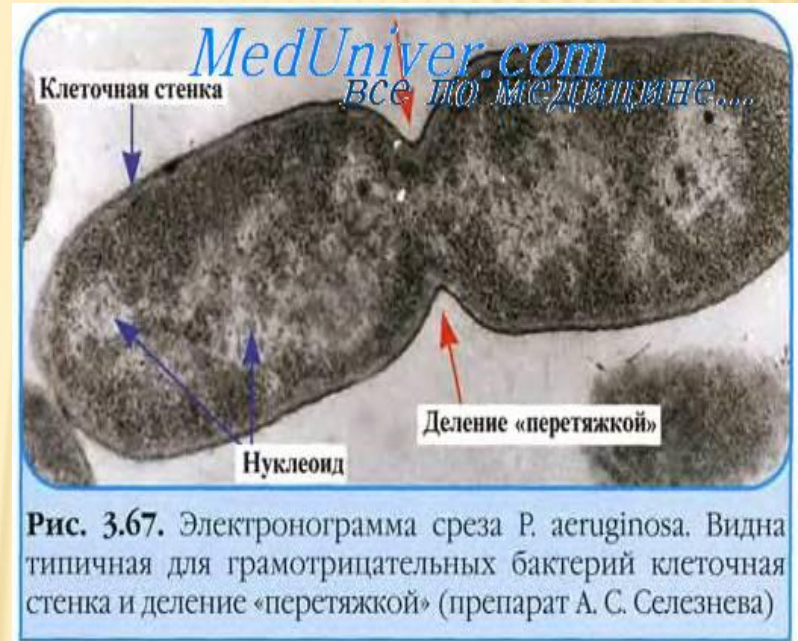 MedUniver.com
все по медицине...
Клеточная стенка
Деление «перетяжкой»
Нуклеоид
Рис. 3.67. Электронограмма среза P. aeruginosa. Видна
типичная для грамотрицательных бактерий клеточная
стенка и деление «перетяжкой» (препарат А. С. Селезнева)